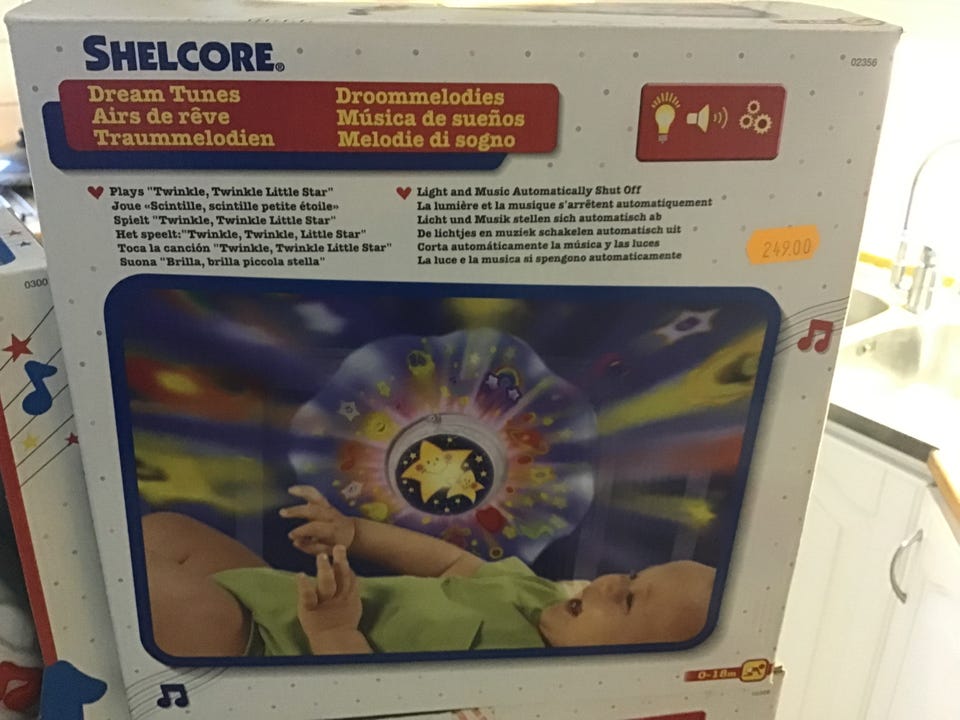 SHELCORE®
02356
Dream Tunes
Airs de rêve
Traummelodien
Droommelodies
Música de sueños
Melodie di sogno
Plays "Twinkle, Twinkle Little Star"
Joue «Scintille, scintille petite étoile»
Spielt "Twinkle, Twinkle Little Star"
Het speelt:"Twinkle, Twinkle, Little Star"
Toca la canción "Twinkle, Twinkle Little Star"
Suona "Brilla, brilla piccola stella"
Light and Music Automatically Shut Off
La lumière et la musique s'arrêtent automatiquement
Licht und Musik stellen sich automatisch ab
De lichtjes en muziek schakelen automatisch uit
Corta automáticamente la música y las luces
La luce e la musica si spengono automaticamente
249.00
0300
0-18m